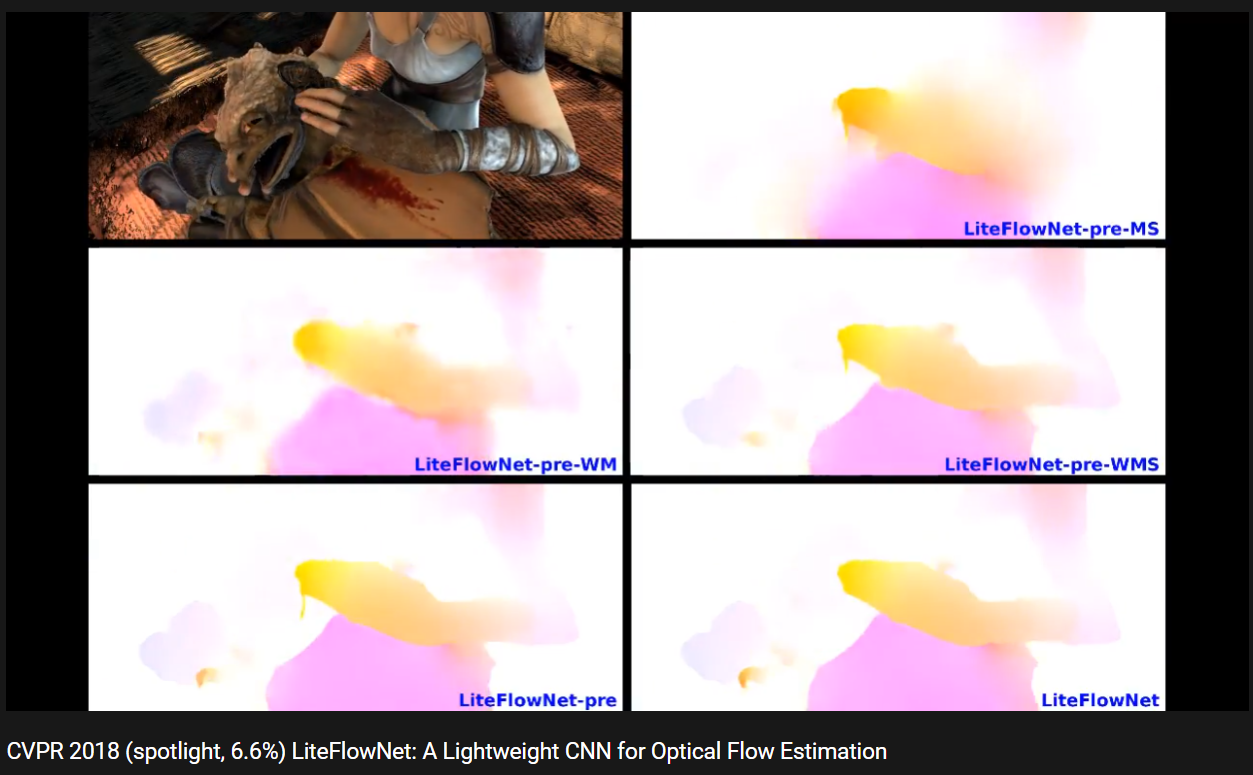 LiteFlowNet-pre-MS
LiteFlowNet-pre-WM
LiteFlowNet-pre-WMS
LiteFlowNet-pre
LiteFlowNet
CVPR 2018 (spotlight, 6.6%) LiteFlowNet: A Lightweight CNN for Optical Flow Estimation